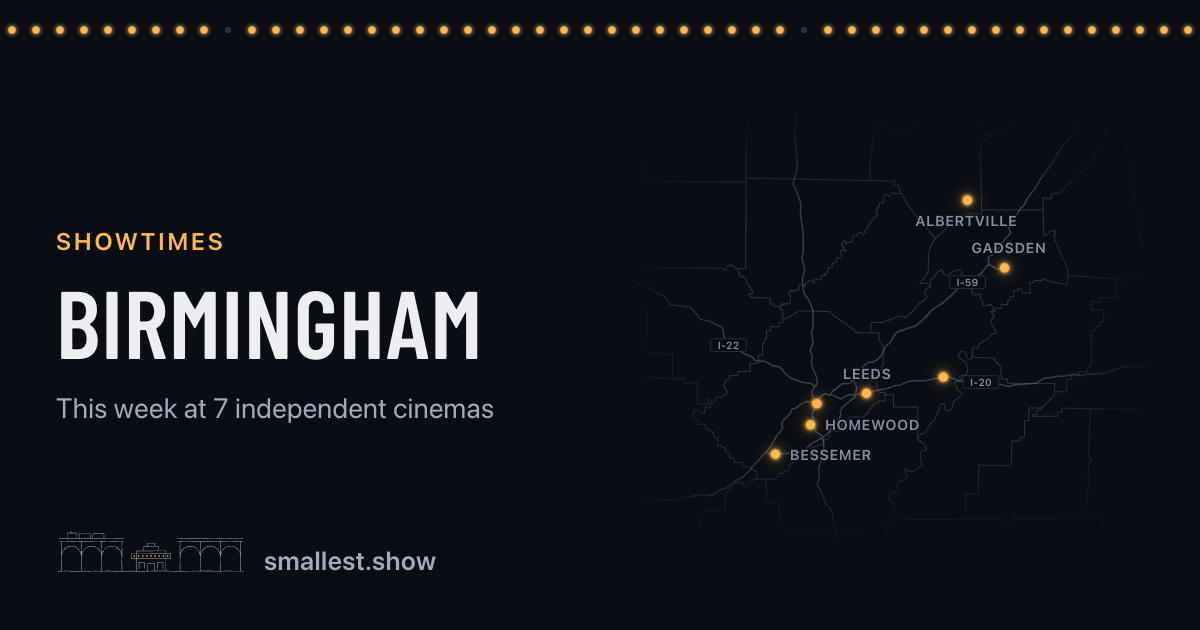 SHOWTIMES
BIRMINGHAM
This week at 7 independent cinemas
smallest.show
ALBERTVILLE
GADSDEN
I-59
I-22
LEEDS
I-20
HOMEWOOD
BESSEMER